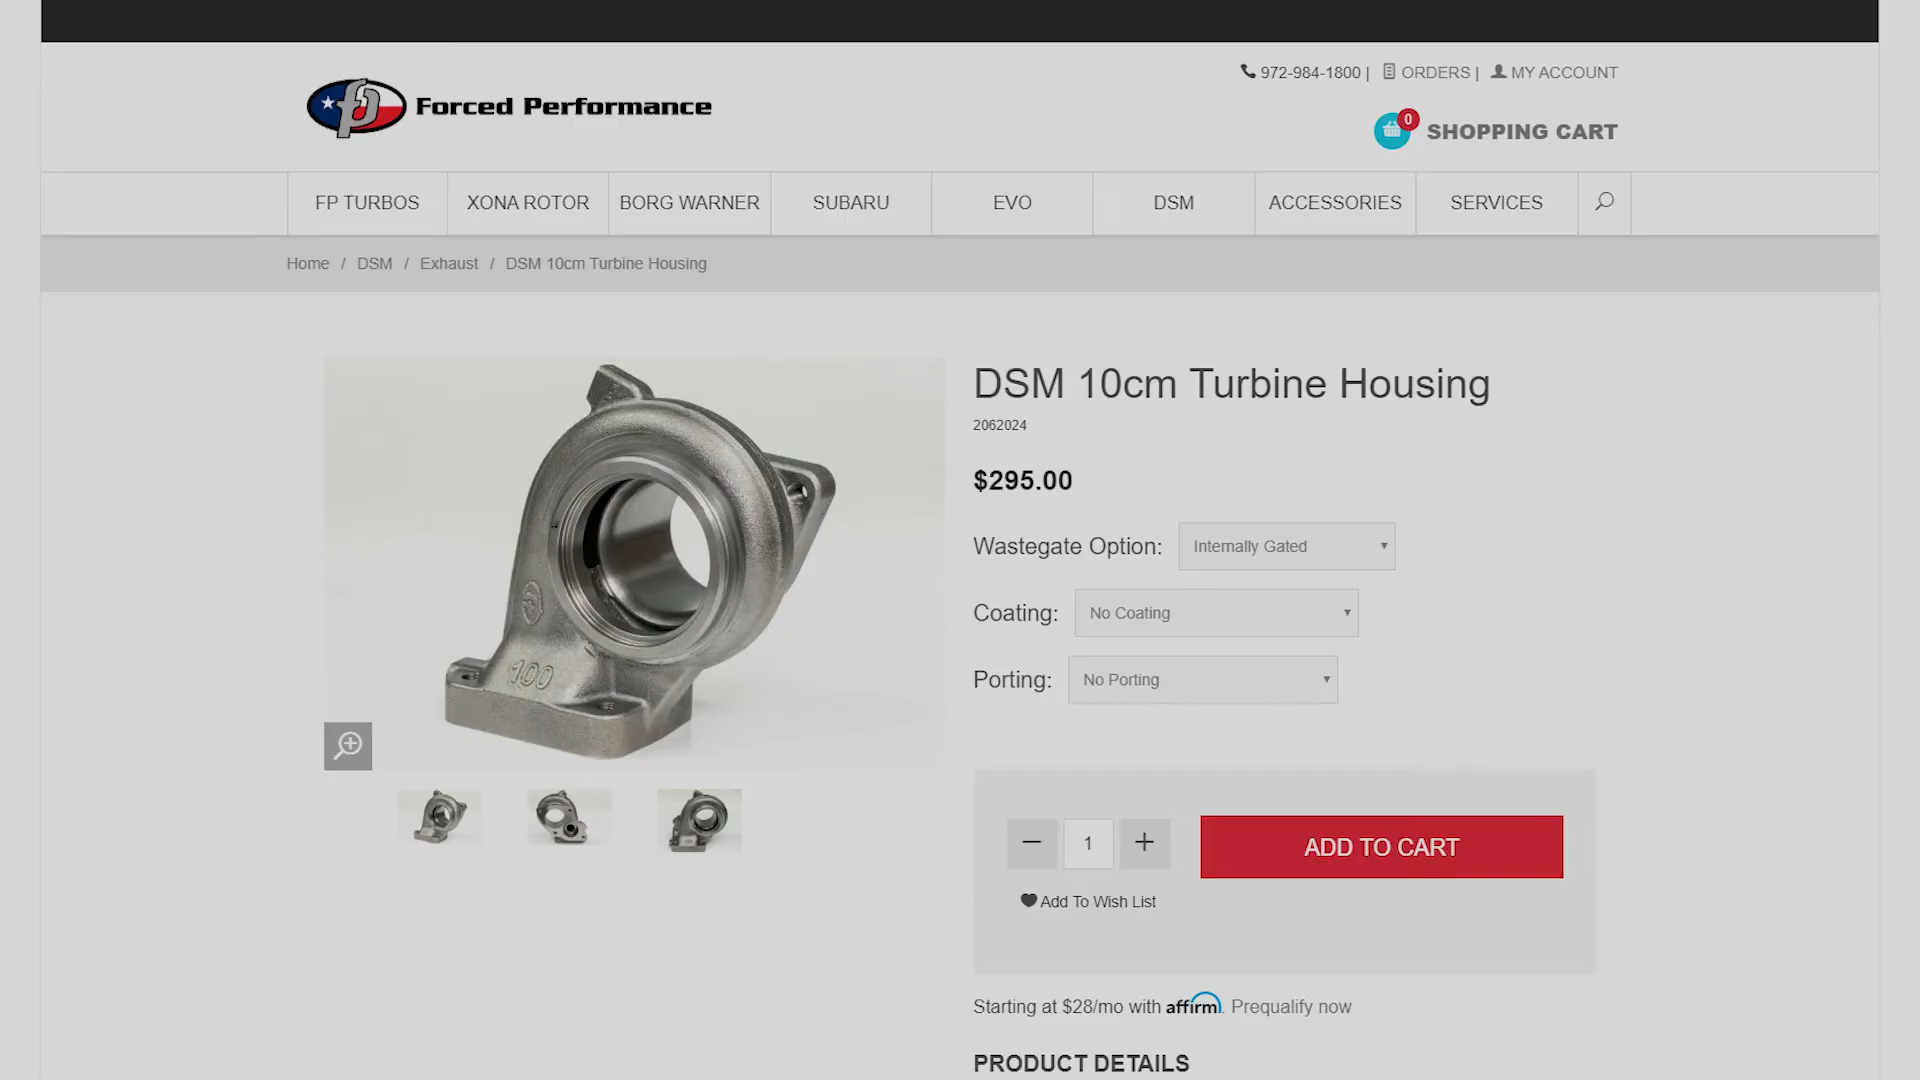 972-984-1800 | ORDERS | MY ACCOUNT
fp Forced Performance
0 SHOPPING CART
FP TURBOS XONA ROTOR BORG WARNER SUBARU EVO DSM ACCESSORIES SERVICES
Home / DSM / Exhaust / DSM 10cm Turbine Housing
DSM 10cm Turbine Housing
2062024
$295.00
Wastegate Option: Internally Gated
Coating: No Coating
Porting: No Porting
100
1 ADD TO CART
Add To Wish List
Starting at $28/mo with affirm. Prequalify now
PRODUCT DETAILS